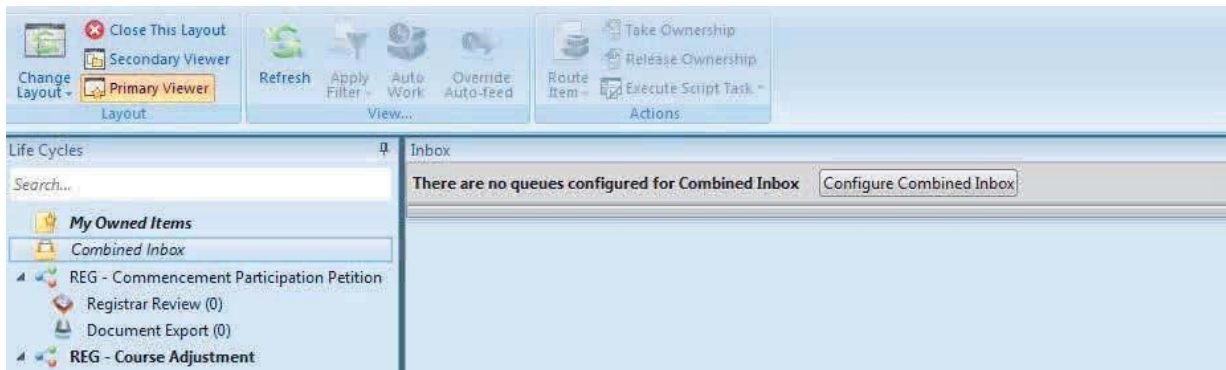 Close This Layout
Secondary Viewer
Primary Viewer
Change Layout
Layout
Refresh
Apply Filter
Auto Work
Override Auto-feed
View...
Route Item
Take Ownership
Release Ownership
Execute Script Task
Actions
Life Cycles
Search...
My Owned Items
Combined Inbox
REG - Commencement Participation Petition
Registrar Review (0)
Document Export (0)
REG - Course Adjustment
Inbox
There are no queues configured for Combined Inbox
Configure Combined Inbox